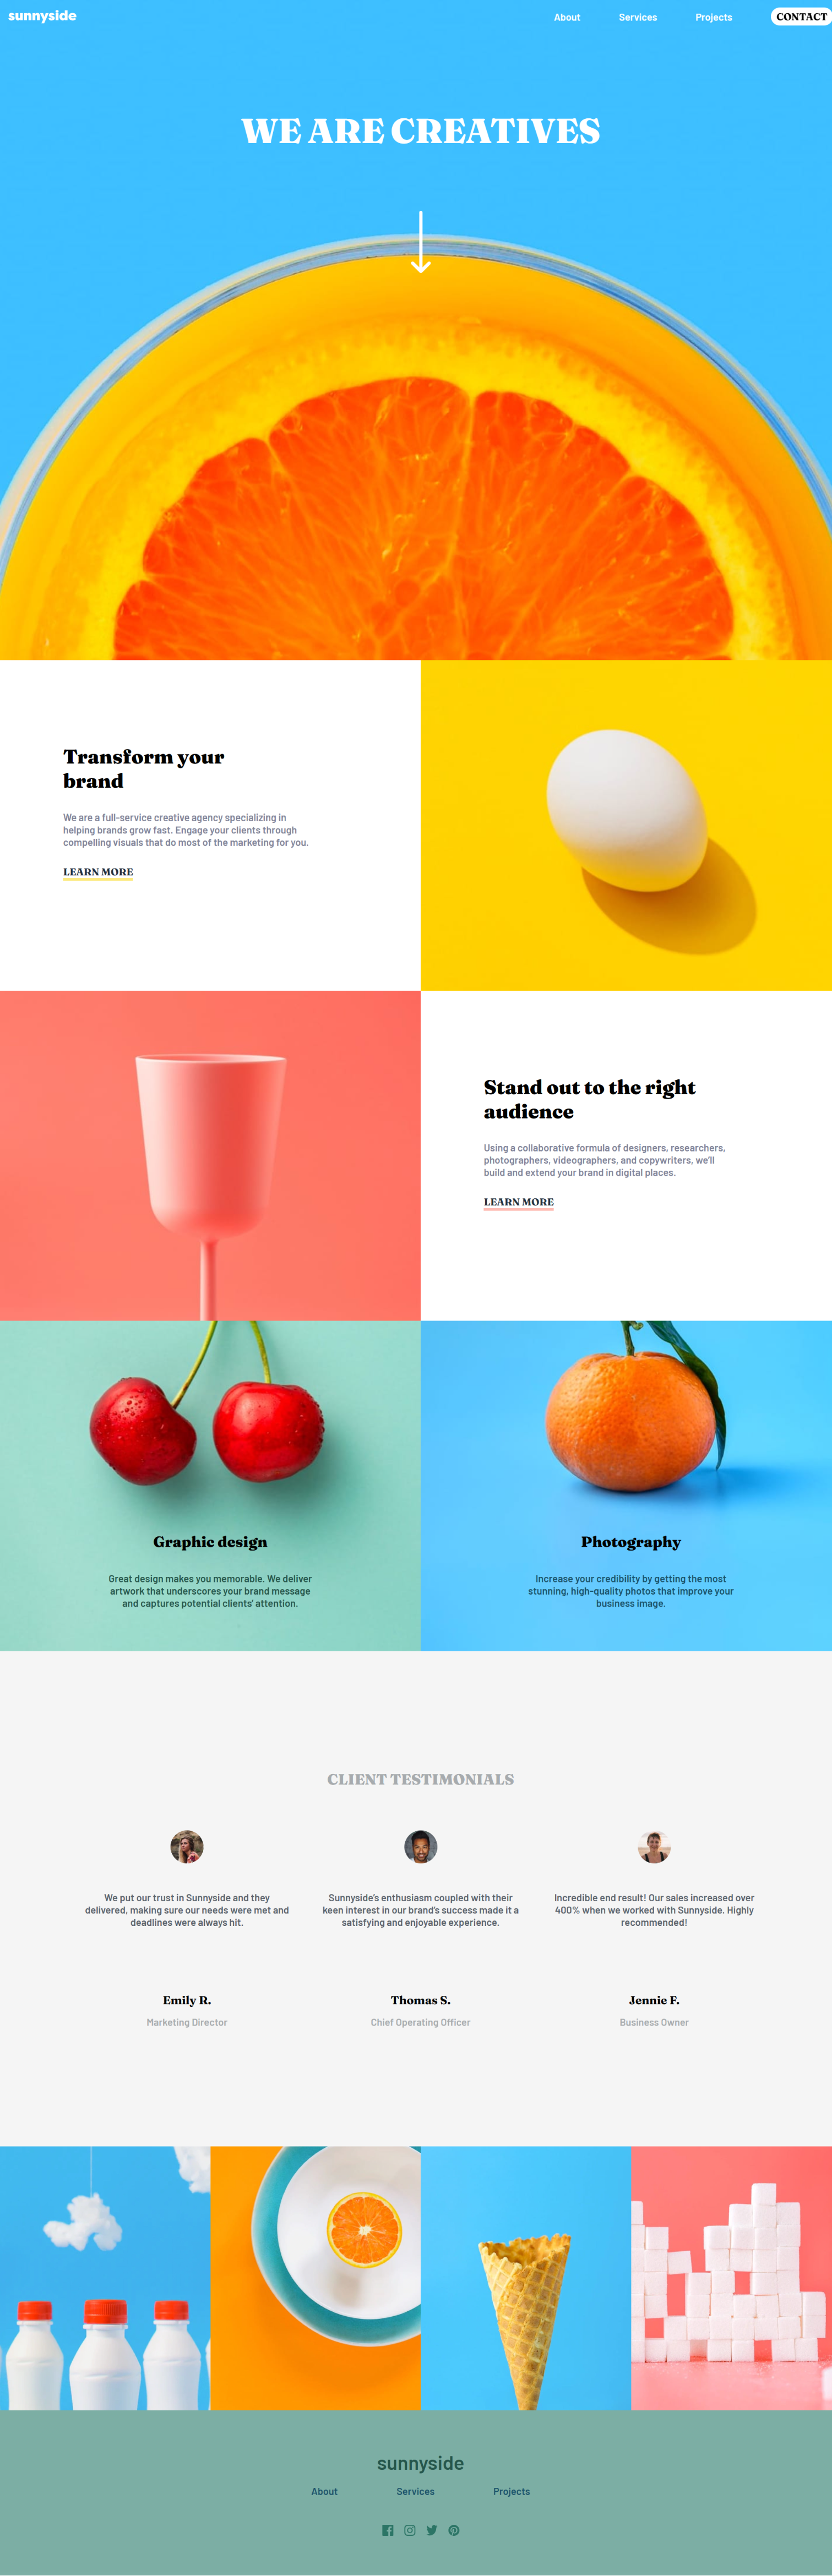 sunnyside
About Services Projects CONTACT
WE ARE CREATIVES
Transform your
brand
We are a full-service creative agency specializing in
helping brands grow fast. Engage your clients through
compelling visuals that do most of the marketing for you.
LEARN MORE
Stand out to the right
audience
Using a collaborative formula of designers, researchers,
photographers, videographers, and copywriters, we'll
build and extend your brand in digital places.
LEARN MORE
Graphic design
Great design makes you memorable. We deliver
artwork that underscores your brand message
and captures potential clients' attention.
Photography
Increase your credibility by getting the most
stunning, high-quality photos that improve your
business image.
CLIENT TESTIMONIALS
We put our trust in Sunnyside and they
delivered, making sure our needs were met and
deadlines were always hit.
Emily R.
Marketing Director
Sunnyside's enthusiasm coupled with their
keen interest in our brand's success made it a
satisfying and enjoyable experience.
Thomas S.
Chief Operating Officer
Incredible end result! Our sales increased over
400% when we worked with Sunnyside. Highly
recommended!
Jennie F.
Business Owner
sunnyside
About Services Projects